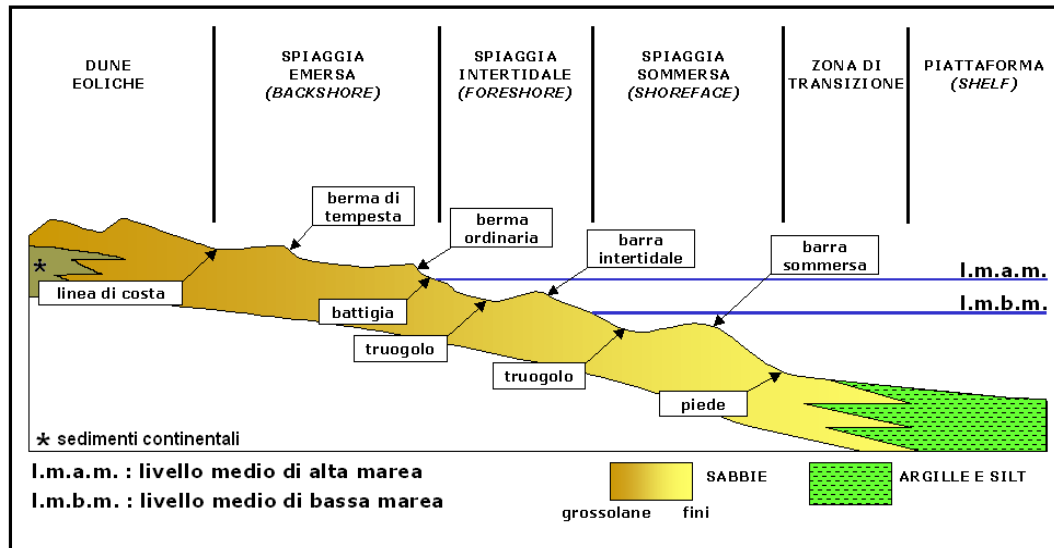 DUNE
EOLICHE
SPIAGGIA
EMERSA
(BACKSHORE)
SPIAGGIA
INTERTIDALE
(FORESHORE)
SPIAGGIA
SOMMERSA
(SHOREFACE)
ZONA DI
TRANSIZIONE
PIATTAFORMA
(SHELF)
berma di
tempesta
berma
ordinaria
barra
intertidale
barra
sommersa
l.m.a.m.
l.m.b.m.
*
linea di costa
battigia
truogolo
truogolo
piede
* sedimenti continentali
l.m.a.m. : livello medio di alta marea
l.m.b.m. : livello medio di bassa marea
SABBIE
grossolane fini
ARGILLE E SILT